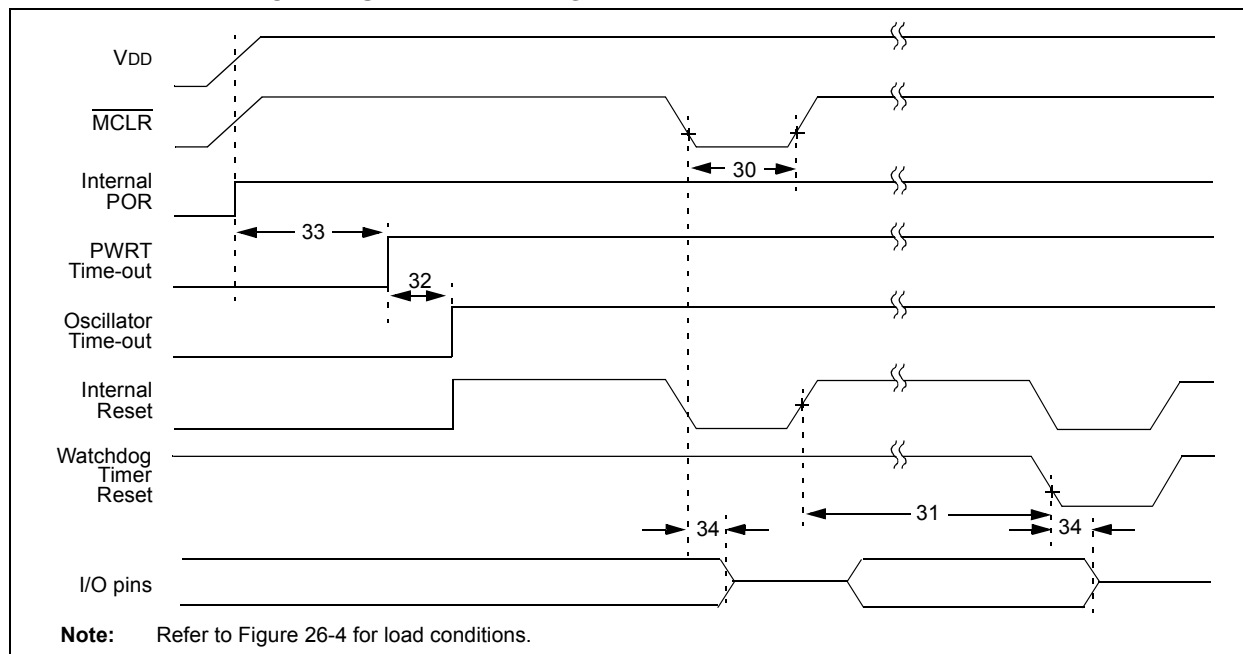 VDD
MCLR
30
Internal
POR
33
PWRT
Time-out
32
Oscillator
Time-out
Internal
Reset
Watchdog
Timer
Reset
31
34
34
I/O pins
Note: Refer to Figure 26-4 for load conditions.